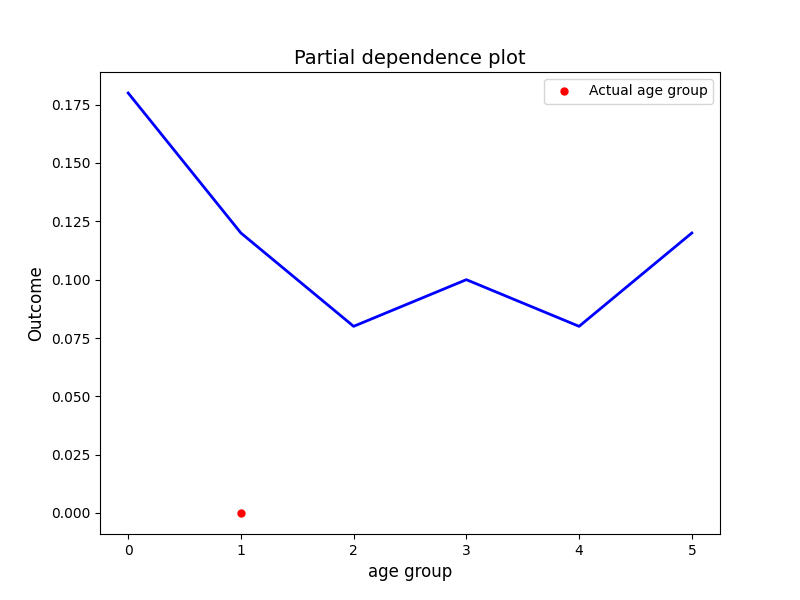 Partial dependence plot
Actual age group
Outcome
0.175
0.150
0.125
0.100
0.075
0.050
0.025
0.000
0 1 2 3 4 5
age group